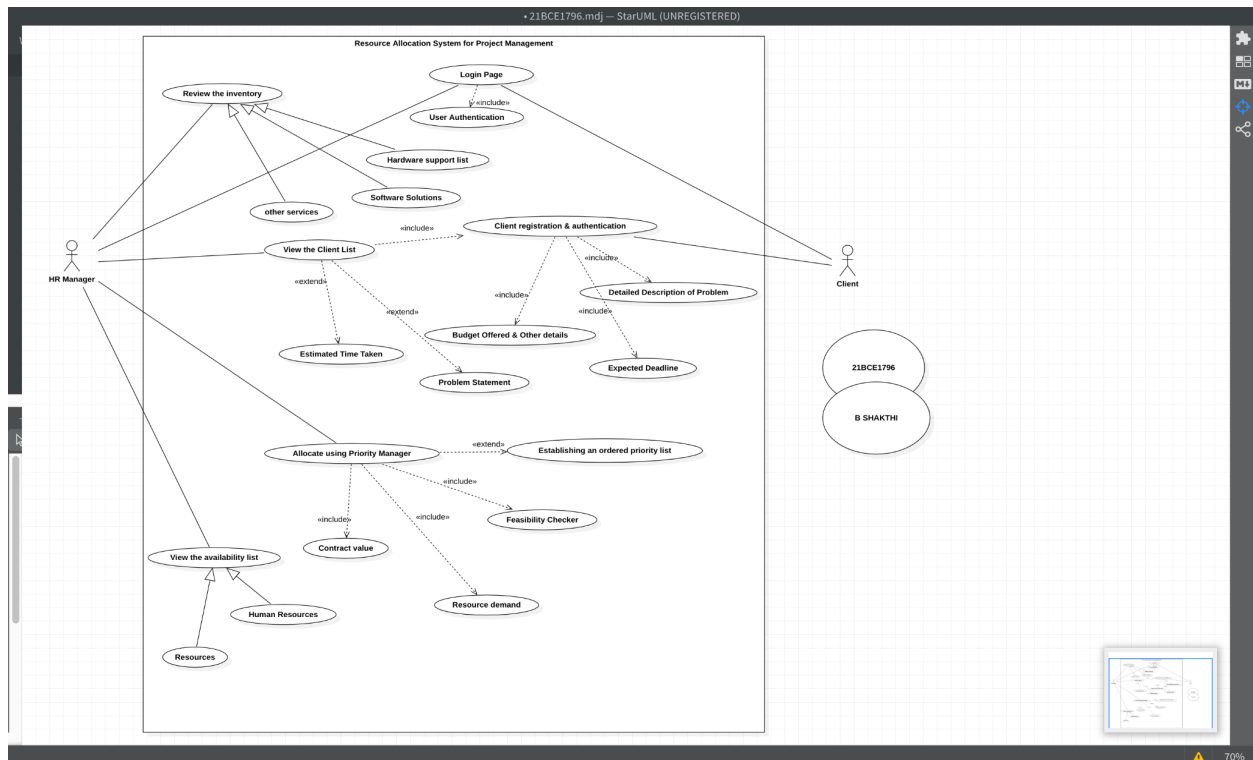 • 21BCE1796.mdj — StarUML (UNREGISTERED)
Resource Allocation System for Project Management
Login Page
Review the inventory
«include»
User Authentication
Hardware support list
Software Solutions
other services
Client registration & authentication
«include»
View the Client List
«include»
HR Manager
Client
«extend»
Detailed Description of Problem
«include»
«extend»
«include»
Budget Offered & Other details
Estimated Time Taken
Expected Deadline
21BCE1796
Problem Statement
B SHAKTHI
«extend»
Establishing an ordered priority list
Allocate using Priority Manager
«include»
«include»
«include»
Feasibility Checker
Contract value
View the availability list
Resource demand
Human Resources
Resources
70%